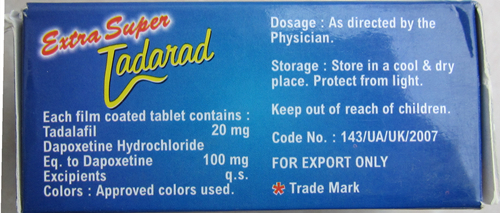 Extra Super
Tadarad
Each film coated tablet contains :
Tadalafil 20 mg
Dapoxetine Hydrochloride
Eq. to Dapoxetine 100 mg
Excipients q.s.
Colors : Approved colors used.
Dosage : As directed by the
Physician.
Storage : Store in a cool & dry
place. Protect from light.
Keep out of reach of children.
Code No. : 143/UA/UK/2007
FOR EXPORT ONLY
* Trade Mark